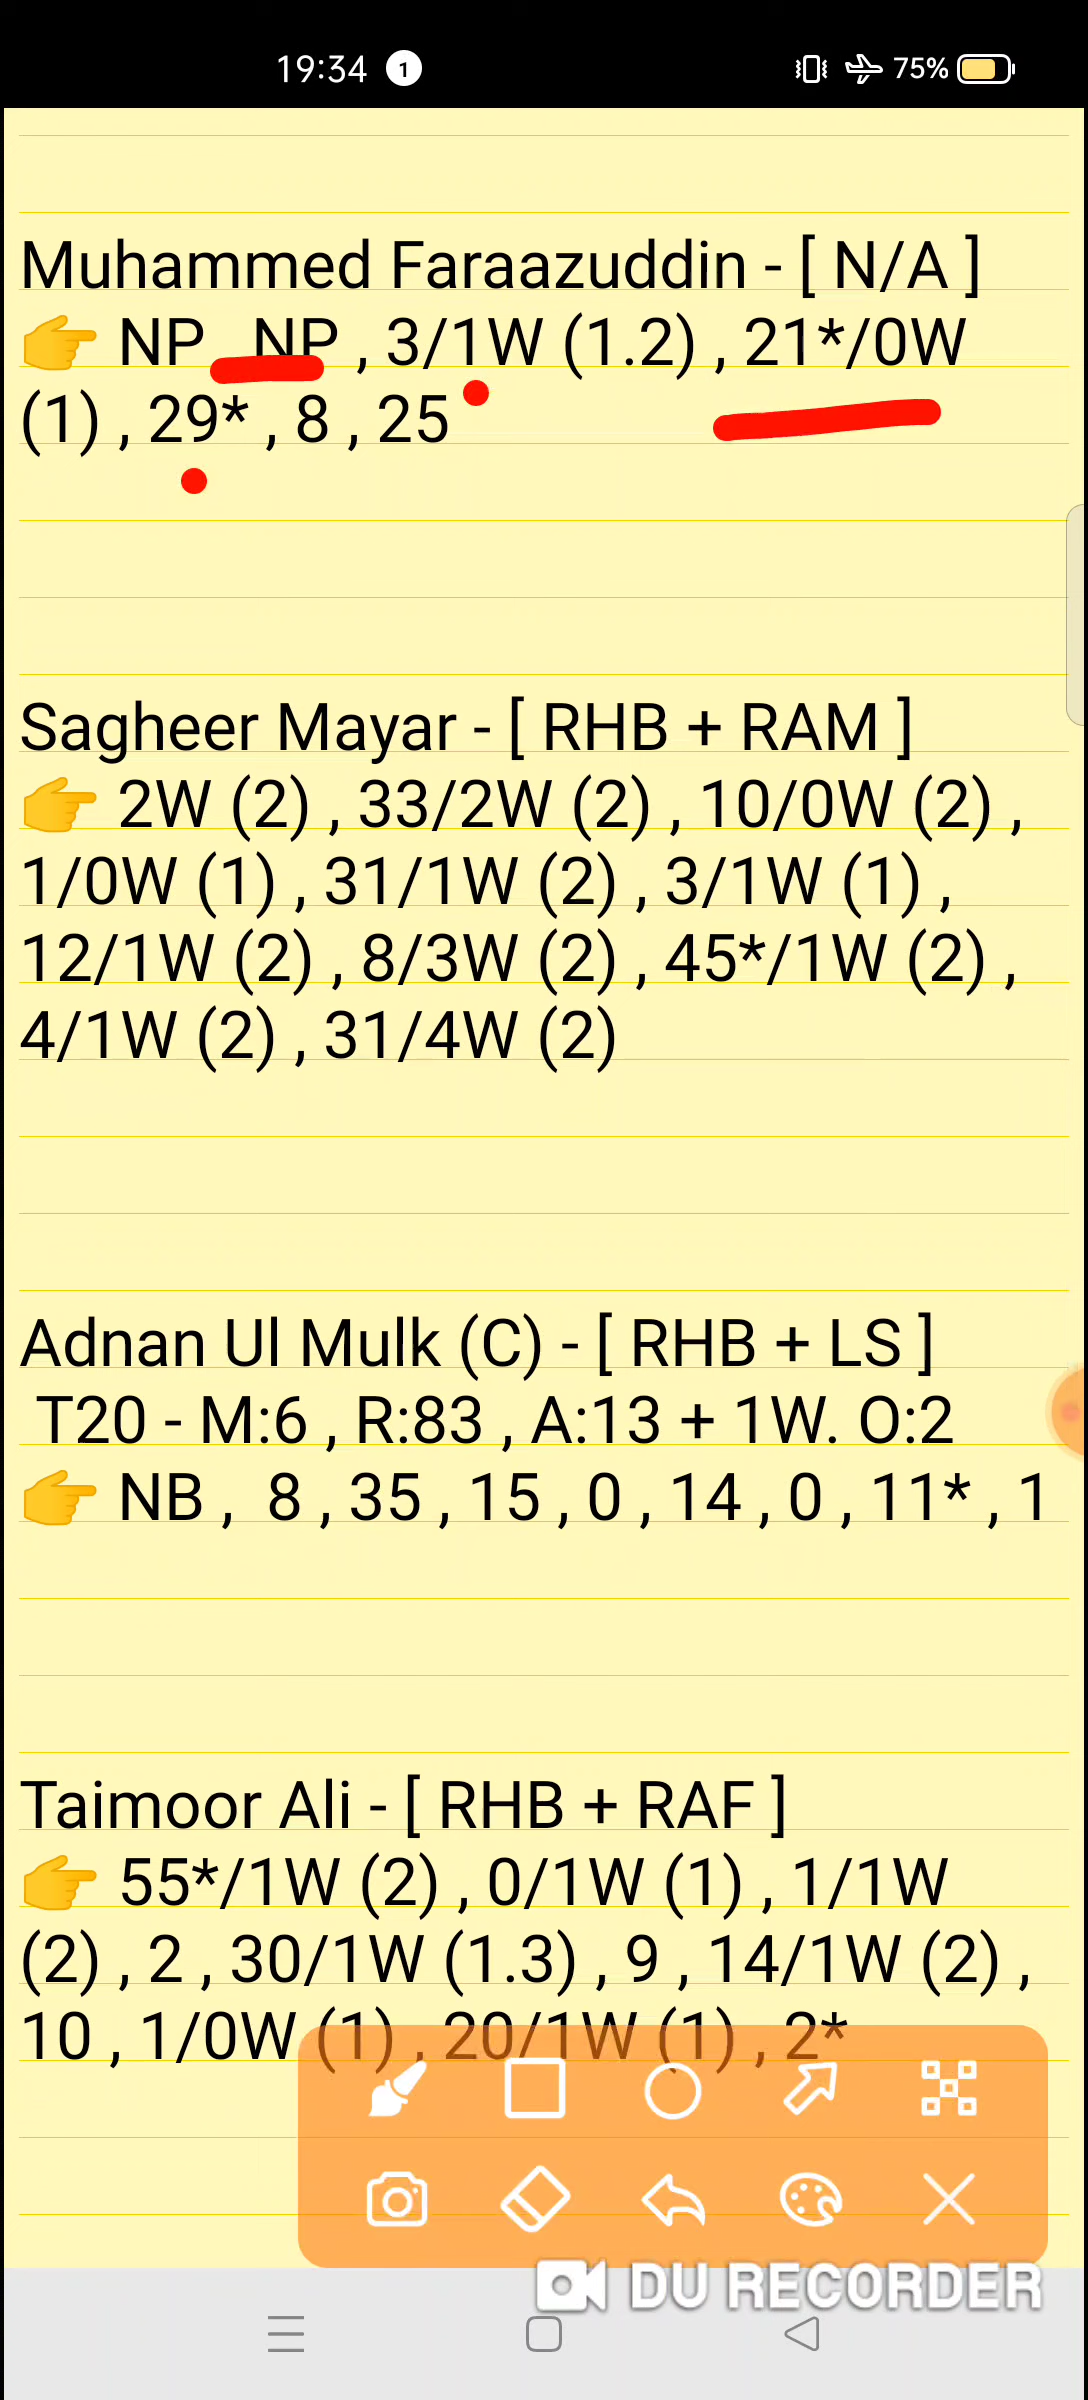 19:34 1 75%
Muhammed Faraazuddin - [ N/A ]
👉 NP , NP , 3/1W (1.2) , 21*/0W
(1) , 29* , 8 , 25
Sagheer Mayar - [ RHB + RAM ]
👉 2W (2) , 33/2W (2) , 10/0W (2) ,
1/0W (1) , 31/1W (2) , 3/1W (1) ,
12/1W (2) , 8/3W (2) , 45*/1W (2) ,
4/1W (2) , 31/4W (2)
Adnan Ul Mulk (C) - [ RHB + LS ]
T20 - M:6 , R:83 , A:13 + 1W. O:2
👉 NB , 8 , 35 , 15 , 0 , 14 , 0 , 11* , 1
Taimoor Ali - [ RHB + RAF ]
👉 55*/1W (2) , 0/1W (1) , 1/1W
(2) , 2 , 30/1W (1.3) , 9 , 14/1W (2) ,
10 , 1/0W (1) , 20/1W (1) , 2*
DU RECORDER